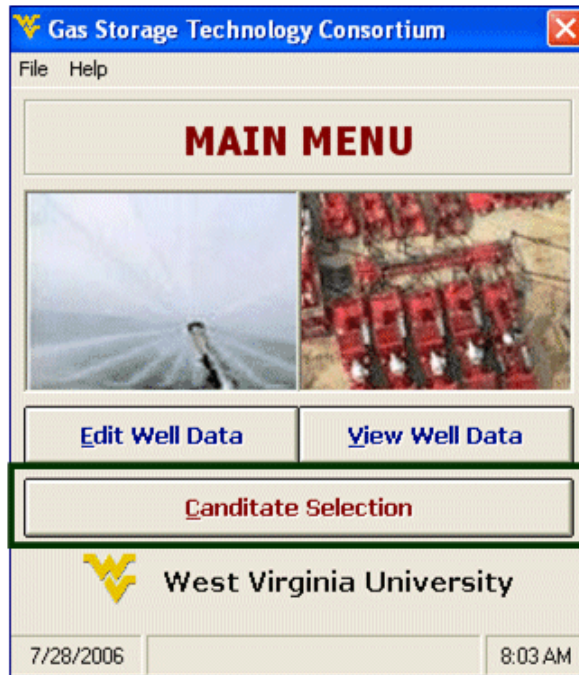 Gas Storage Technology Consortium
File Help
MAIN MENU
Edit Well Data View Well Data
Canditate Selection
West Virginia University
7/28/2006 8:03 AM